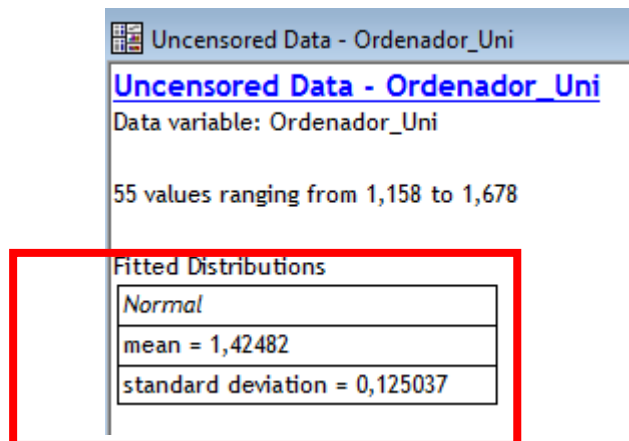 Uncensored Data - Ordenador_Uni
Uncensored Data - Ordenador_Uni
Data variable: Ordenador_Uni
55 values ranging from 1,158 to 1,678
Fitted Distributions
Normal
mean = 1,42482
standard deviation = 0,125037